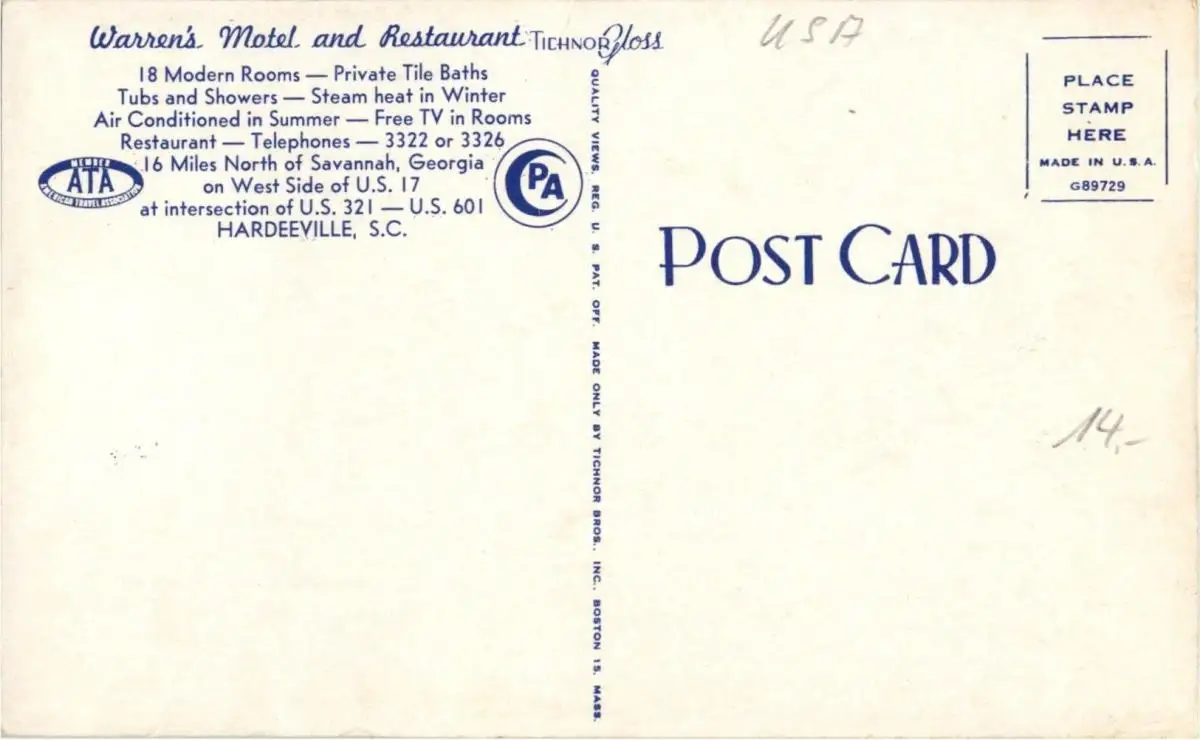 Warren's Motel and Restaurant
18 Modern Rooms — Private Tile Baths
Tubs and Showers — Steam heat in Winter
Air Conditioned in Summer — Free TV in Rooms
Restaurant — Telephones — 3322 or 3326
16 Miles North of Savannah, Georgia
on West Side of U.S. 17
at intersection of U.S. 321 — U.S. 601
HARDEEVILLE, S.C.
MEMBER
ATA
AMERICAN TRAVEL ASSOCIATION
CPA
TICHNOR Gloss
QUALITY VIEWS. REG. U. S. PAT. OFF. MADE ONLY BY TICHNOR BROS., INC., BOSTON 15, MASS.
USA
PLACE
STAMP
HERE
MADE IN U.S.A.
G89729
POST CARD
14,-